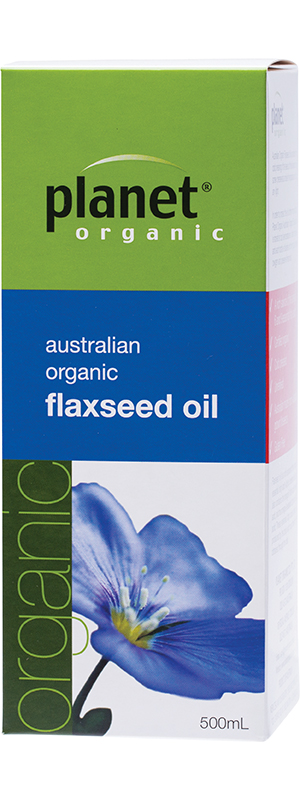 planet®
organic
australian
organic
flaxseed oil
organic
500mL